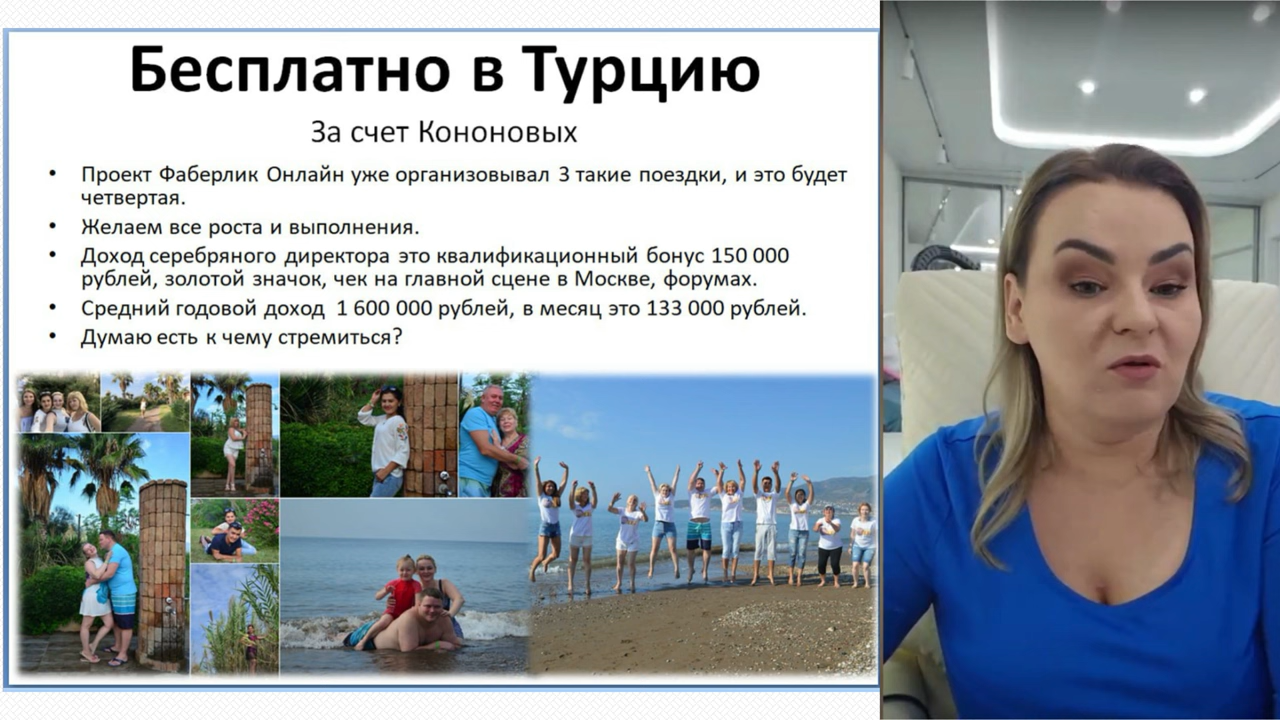 Бесплатно в Турцию
За счет Кононовых
• Проект Фаберлик Онлайн уже организовывал 3 такие поездки, и это будет
четвертая.
• Желаем все роста и выполнения.
• Доход серебряного директора это квалификационный бонус 150 000
рублей, золотой значок, чек на главной сцене в Москве, форумах.
• Средний годовой доход 1 600 000 рублей, в месяц это 133 000 рублей.
• Думаю есть к чему стремиться?